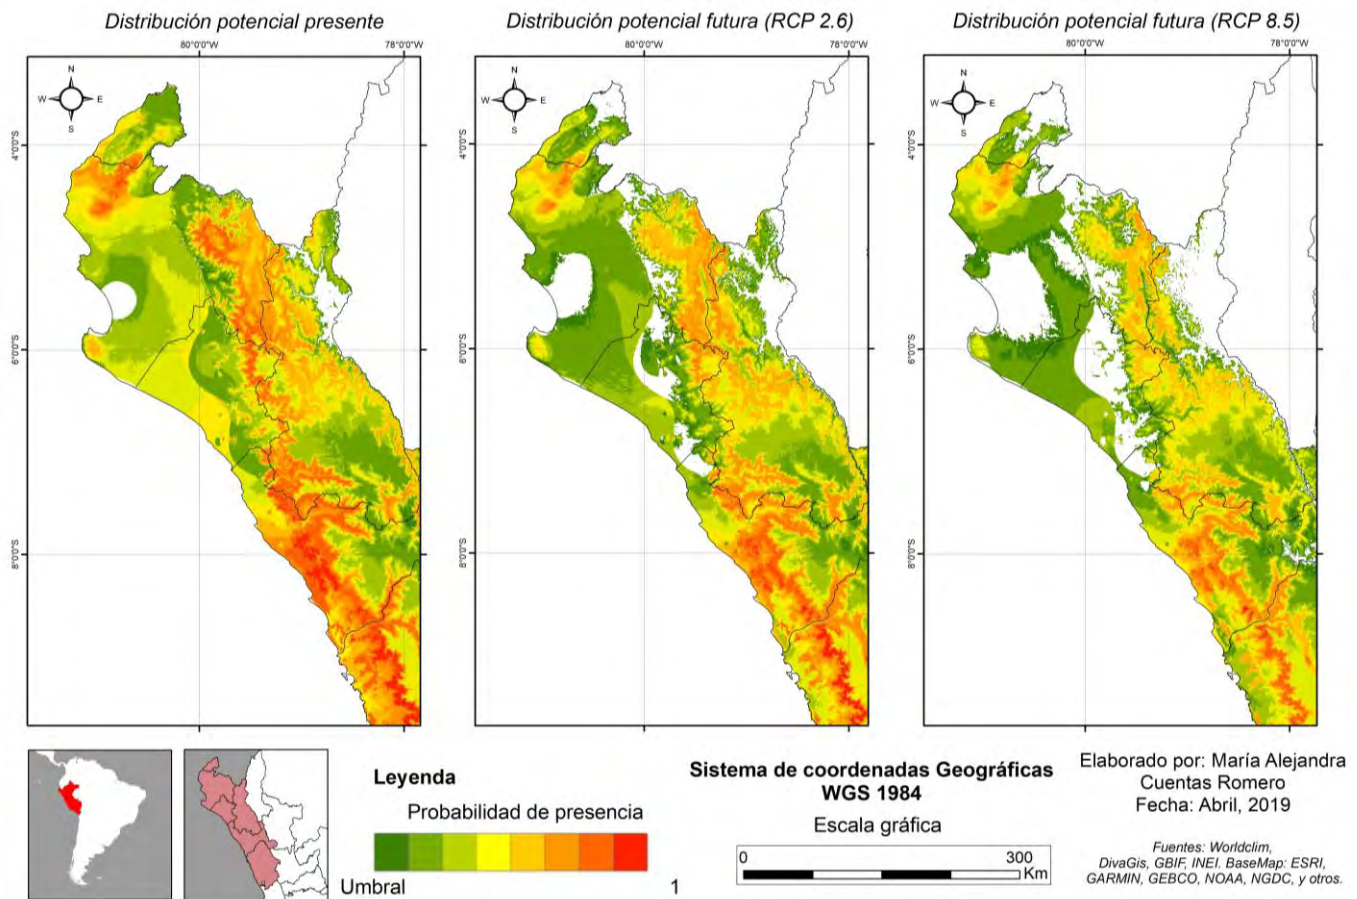 Distribución potencial presente
Distribución potencial futura (RCP 2.6)
Distribución potencial futura (RCP 8.5)
80°0'0"W
78°0'0"W
80°0'0"W
78°0'0"W
80°0'0"W
78°0'0"W
N
W
E
S
N
W
E
S
N
W
E
S
4°0'0"S
6°0'0"S
8°0'0"S
4°0'0"S
6°0'0"S
8°0'0"S
4°0'0"S
6°0'0"S
8°0'0"S
Leyenda
Probabilidad de presencia
Umbral
1
Sistema de coordenadas Geográficas
WGS 1984
Escala gráfica
0
300
Km
Elaborado por: María Alejandra
Cuentas Romero
Fecha: Abril, 2019
Fuentes: Worldclim,
DivaGis, GBIF, INEI. BaseMap: ESRI,
GARMIN, GEBCO, NOAA, NGDC, y otros.